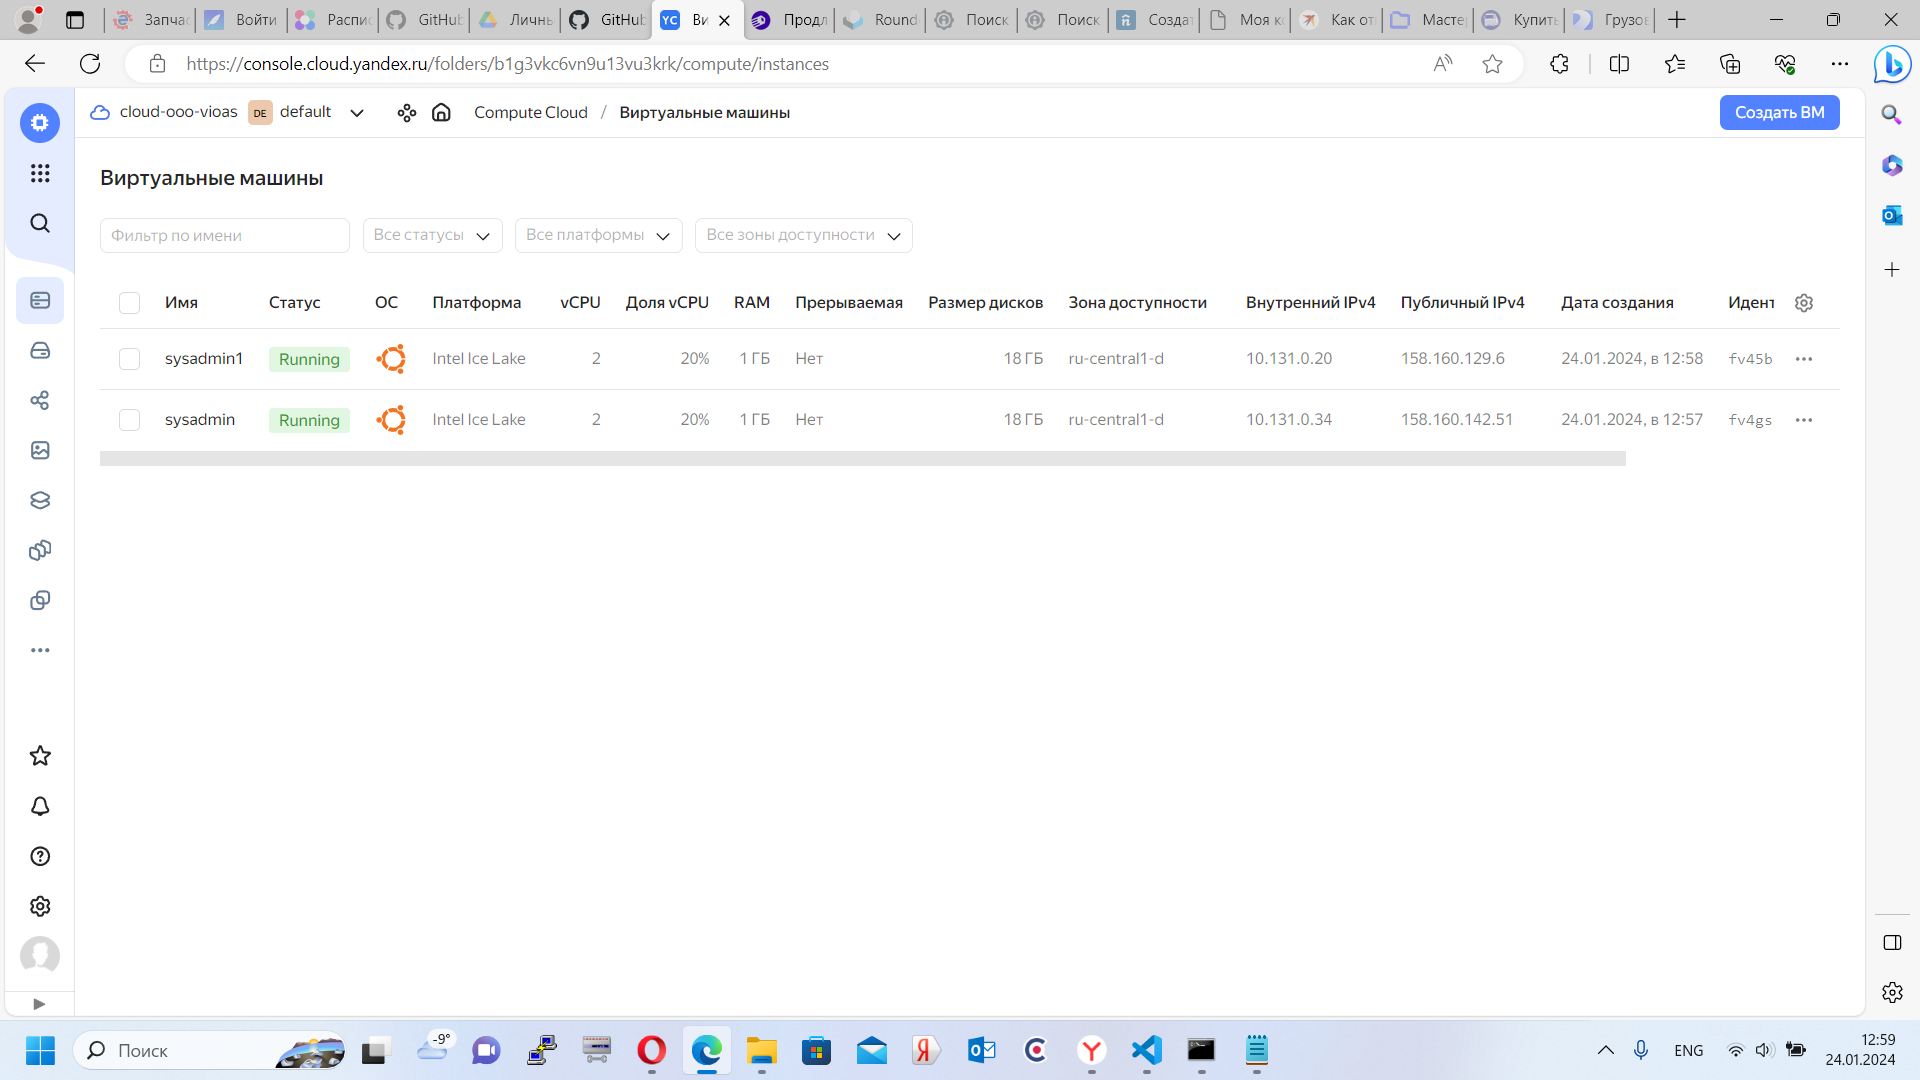 Запчас
Войти
Распис
GitHub
Личны
GitHub
YC Ви
Продл
Round
Поиск
Поиск
Создат
Моя ко
Как от
Мастер
Купить
Грузов
https://console.cloud.yandex.ru/folders/b1g3vkc6vn9u13vu3krk/compute/instances
cloud-ooo-vioas DE default Compute Cloud / Виртуальные машины Создать ВМ
Виртуальные машины
Фильтр по имени Все статусы Все платформы Все зоны доступности
Имя Статус ОС Платформа vCPU Доля vCPU RAM Прерываемая Размер дисков Зона доступности Внутренний IPv4 Публичный IPv4 Дата создания Идент
sysadmin1 Running Intel Ice Lake 2 20% 1 ГБ Нет 18 ГБ ru-central1-d 10.131.0.20 158.160.129.6 24.01.2024, в 12:58 fv45b
sysadmin Running Intel Ice Lake 2 20% 1 ГБ Нет 18 ГБ ru-central1-d 10.131.0.34 158.160.142.51 24.01.2024, в 12:57 fv4gs
Поиск
-9°
ENG
12:59
24.01.2024